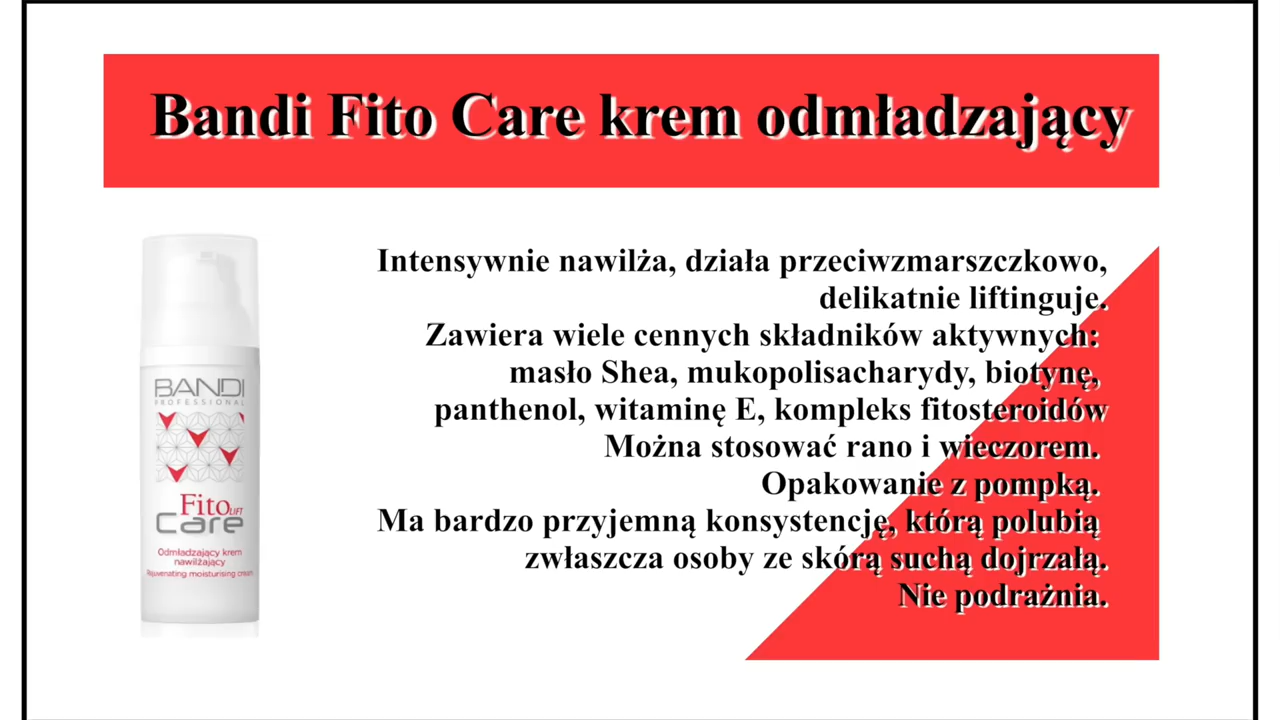 Bandi Fito Care krem odmładzający
Intensywnie nawilża, działa przeciwzmarszczkowo,
delikatnie liftinguje.
Zawiera wiele cennych składników aktywnych:
masło Shea, mukopolisacharydy, biotynę,
panthenol, witaminę E, kompleks fitosteroidów
Można stosować rano i wieczorem.
Opakowanie z pompką.
Ma bardzo przyjemną konsystencję, którą polubią
zwłaszcza osoby ze skórą suchą dojrzałą.
Nie podrażnia.
BANDI
PROFESSIONAL
Fito LIFT
Care
Odmładzający krem
nawilżający
Rejuvenating moisturising cream